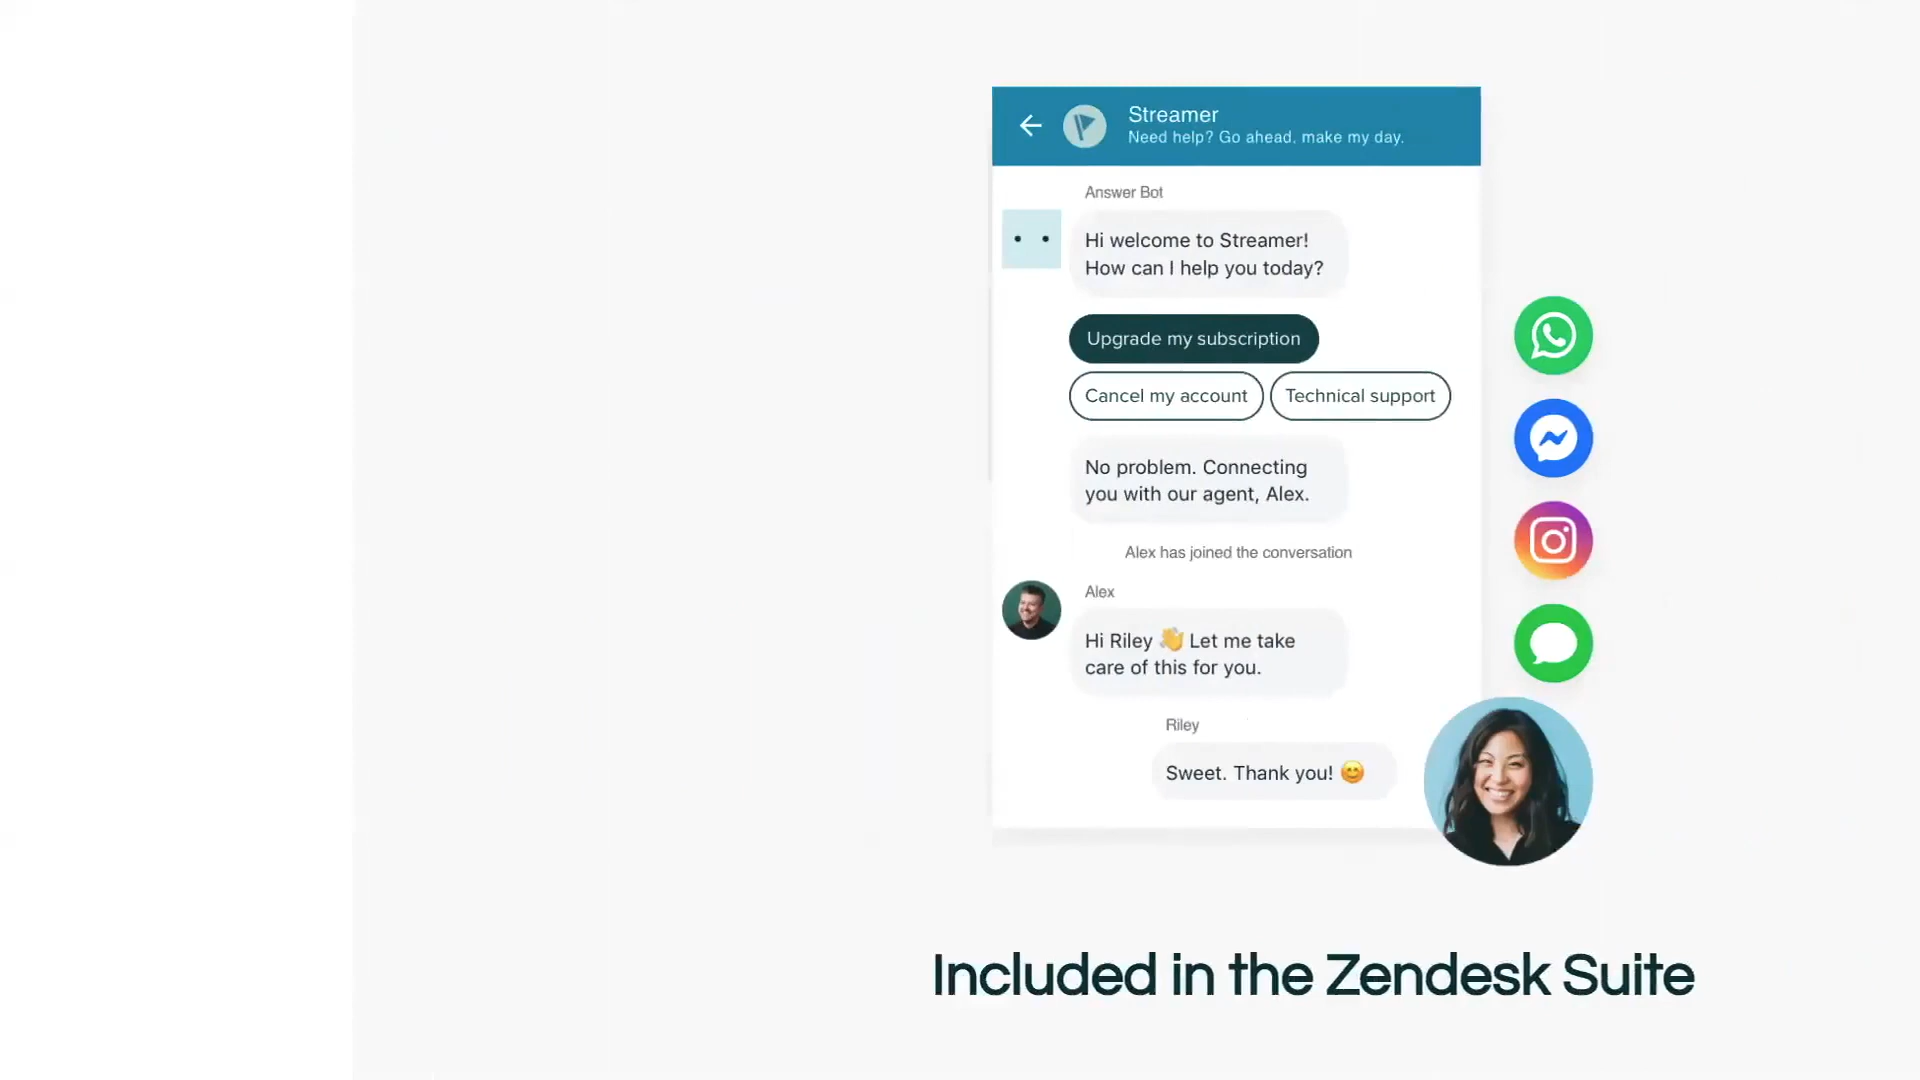 Streamer
Need help? Go ahead. make my day.
Answer Bot
Hi welcome to Streamer!
How can I help you today?
Upgrade my subscription
Cancel my account
Technical support
No problem. Connecting
you with our agent, Alex.
Alex has joined the conversation
Alex
Hi Riley 👋 Let me take
care of this for you.
Riley
Sweet. Thank you! 😊
Included in the Zendesk Suite